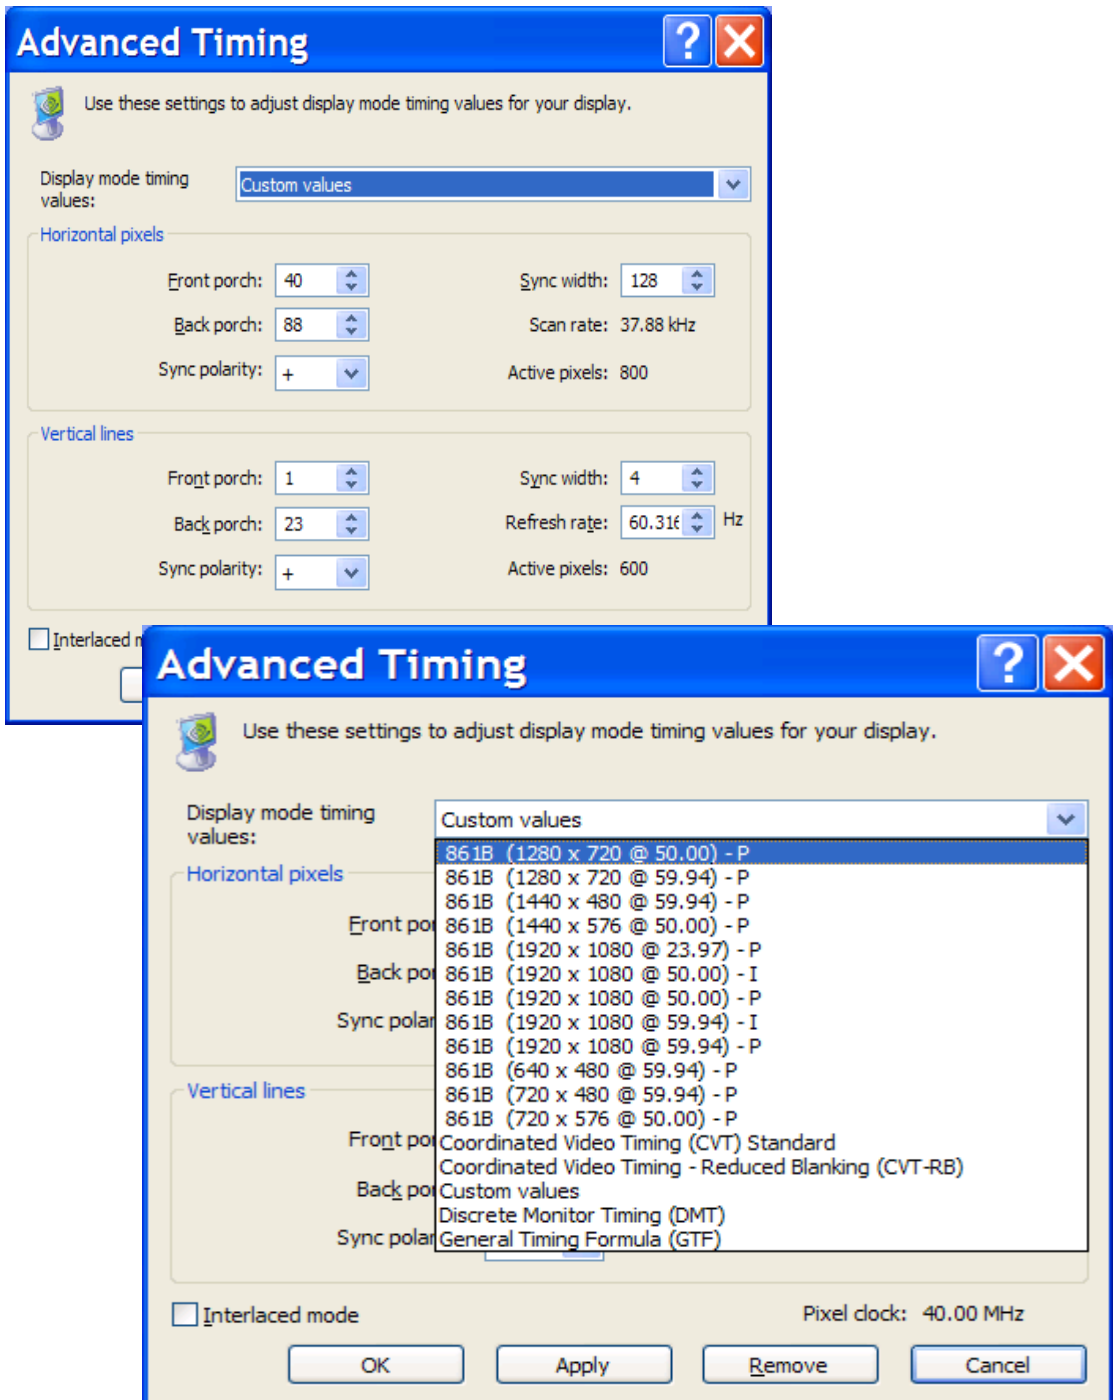 Advanced Timing
Use these settings to adjust display mode timing values for your display.
Display mode timing values:
Custom values
Horizontal pixels
Front porch: 40
Sync width: 128
Back porch: 88
Scan rate: 37.88 kHz
Sync polarity: +
Active pixels: 800
Vertical lines
Front porch: 1
Sync width: 4
Back porch: 23
Refresh rate: 60.316 Hz
Sync polarity: +
Active pixels: 600
Interlaced
Advanced Timing
Use these settings to adjust display mode timing values for your display.
Display mode timing values:
Custom values
861B (1280 x 720 @ 50.00) - P
Horizontal pixels
861B (1280 x 720 @ 59.94) - P
861B (1440 x 480 @ 59.94) - P
Front por
861B (1440 x 576 @ 50.00) - P
861B (1920 x 1080 @ 23.97) - P
Back por
861B (1920 x 1080 @ 50.00) - I
861B (1920 x 1080 @ 50.00) - P
Sync polar
861B (1920 x 1080 @ 59.94) - I
861B (1920 x 1080 @ 59.94) - P
861B (640 x 480 @ 59.94) - P
Vertical lines
861B (720 x 480 @ 59.94) - P
861B (720 x 576 @ 50.00) - P
Front por
Coordinated Video Timing (CVT) Standard
Coordinated Video Timing - Reduced Blanking (CVT-RB)
Back por
Custom values
Discrete Monitor Timing (DMT)
Sync polar
General Timing Formula (GTF)
Interlaced mode
Pixel clock: 40.00 MHz
OK
Apply
Remove
Cancel